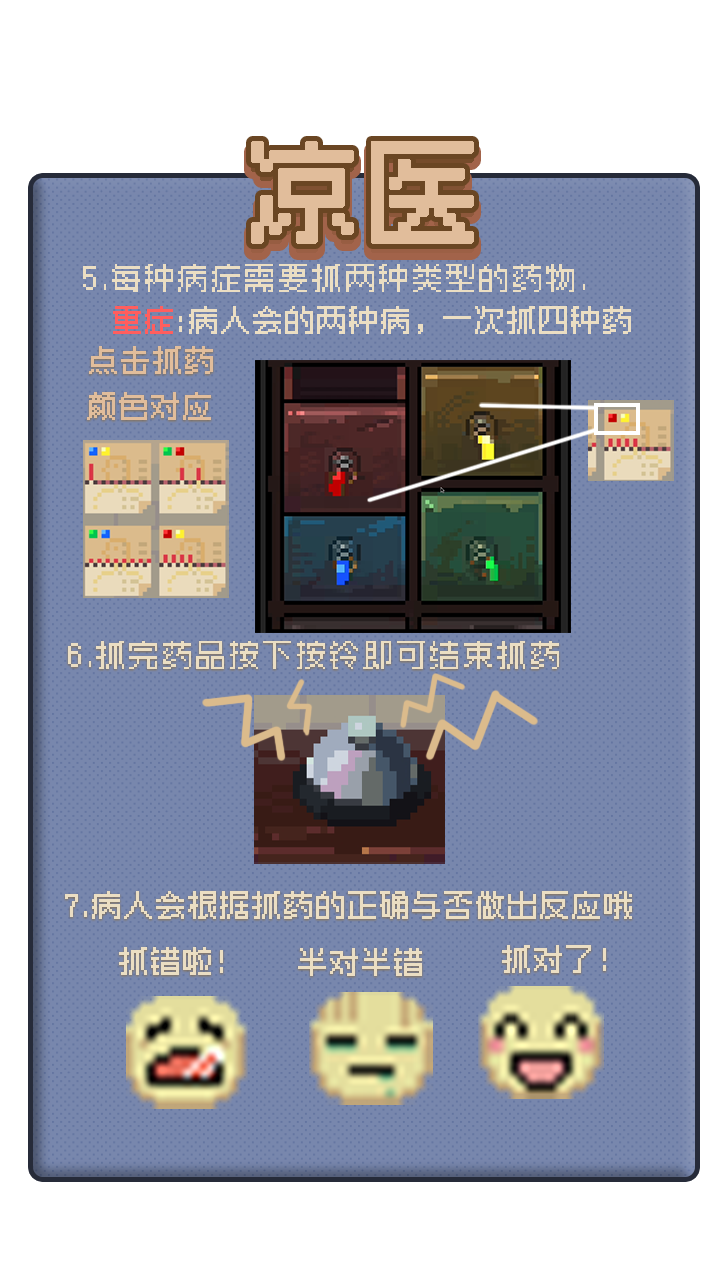 凉医
5.每种病症需要抓两种类型的药物.
重症:病人会的两种病，一次抓四种药
点击抓药
颜色对应
6.抓完药品按下按铃即可结束抓药
7.病人会根据抓药的正确与否做出反应哦
抓错啦!
半对半错
抓对了!